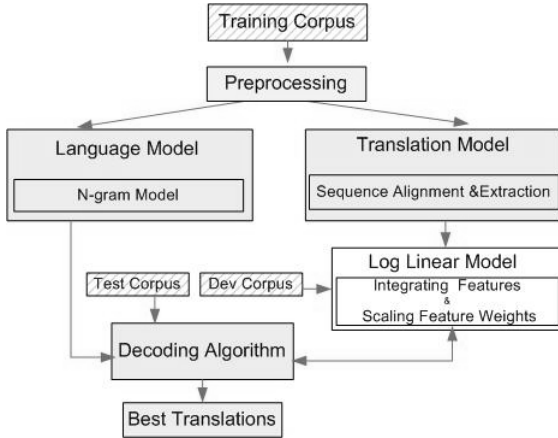 Training Corpus
Preprocessing
Language Model
N-gram Model
Translation Model
Sequence Alignment &Extraction
Log Linear Model
Integrating Features
&
Scaling Feature Weights
Test Corpus
Dev Corpus
Decoding Algorithm
Best Translations